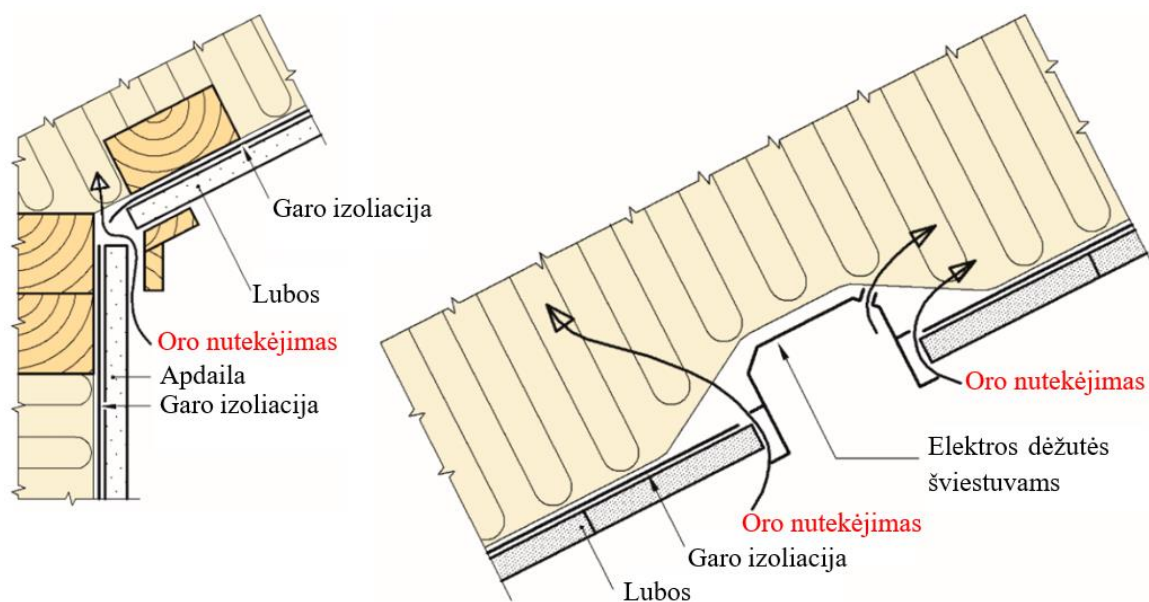 Garo izoliacija
Lubos
Oro nutekėjimas
Apdaila
Garo izoliacija
Oro nutekėjimas
Elektros dėžutės
šviestuvams
Oro nutekėjimas
Garo izoliacija
Lubos